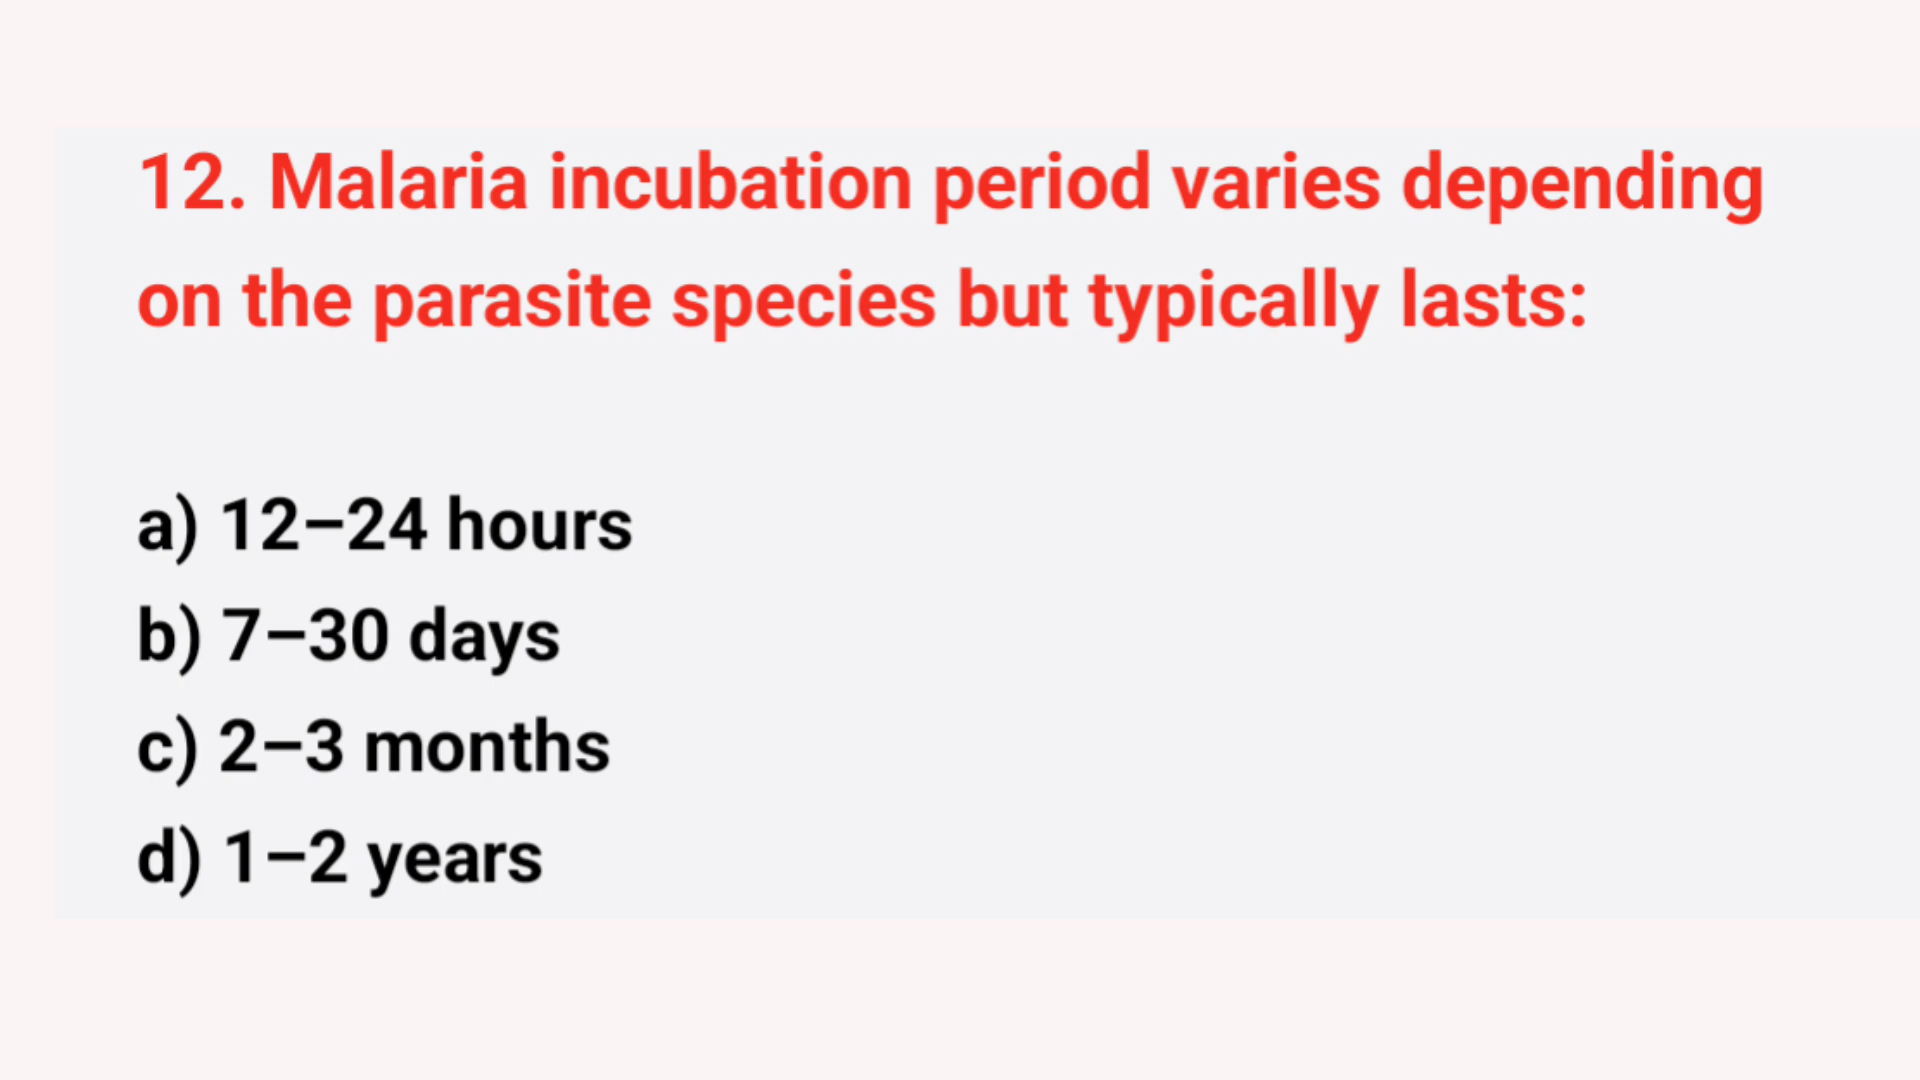 12. Malaria incubation period varies depending
on the parasite species but typically lasts:
a) 12–24 hours
b) 7–30 days
c) 2–3 months
d) 1–2 years